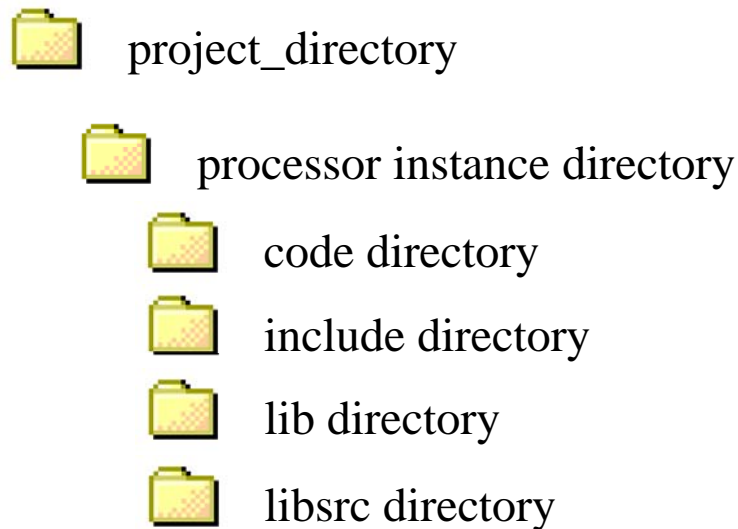 project_directory
processor instance directory
code directory
include directory
lib directory
libsrc directory